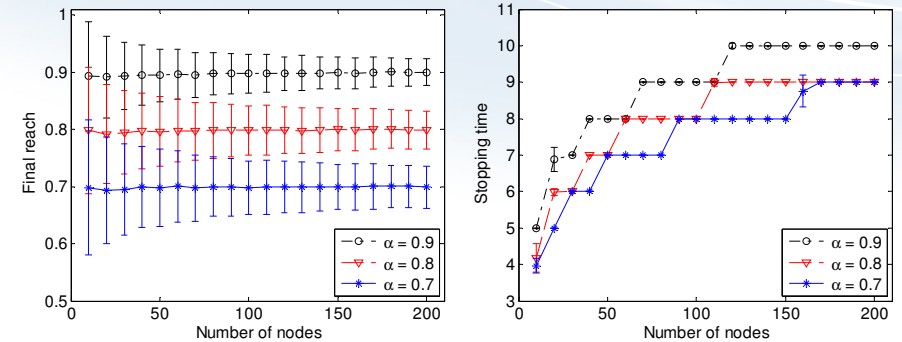 1
0.9
0.8
0.7
0.6
0.5
Final reach
0 50 100 150 200
Number of nodes
α = 0.9
α = 0.8
α = 0.7
11
10
9
8
7
6
5
4
3
Stopping time
0 50 100 150 200
Number of nodes
α = 0.9
α = 0.8
α = 0.7